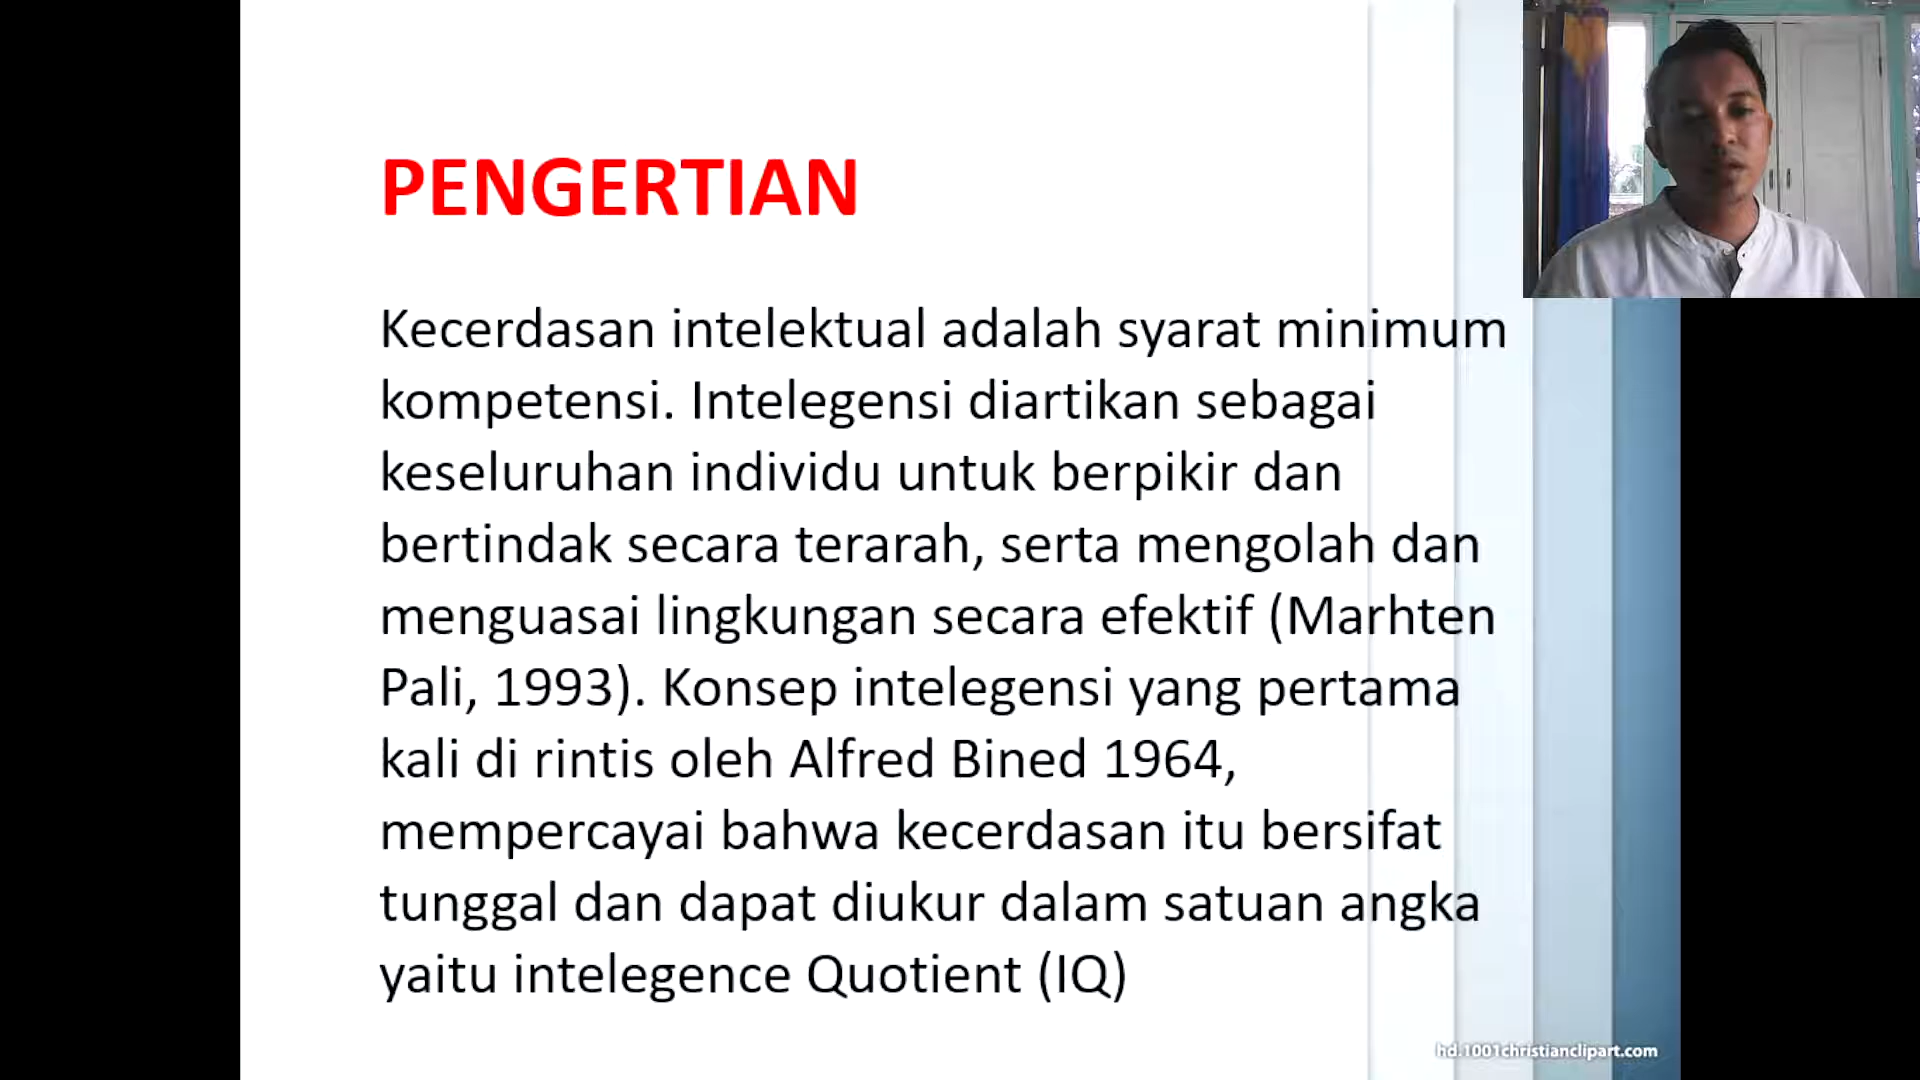 PENGERTIAN
Kecerdasan intelektual adalah syarat minimum
kompetensi. Intelegensi diartikan sebagai
keseluruhan individu untuk berpikir dan
bertindak secara terarah, serta mengolah dan
menguasai lingkungan secara efektif (Marhten
Pali, 1993). Konsep intelegensi yang pertama
kali di rintis oleh Alfred Bined 1964,
mempercayai bahwa kecerdasan itu bersifat
tunggal dan dapat diukur dalam satuan angka
yaitu intelegence Quotient (IQ)
hd.1001christianclipart.com